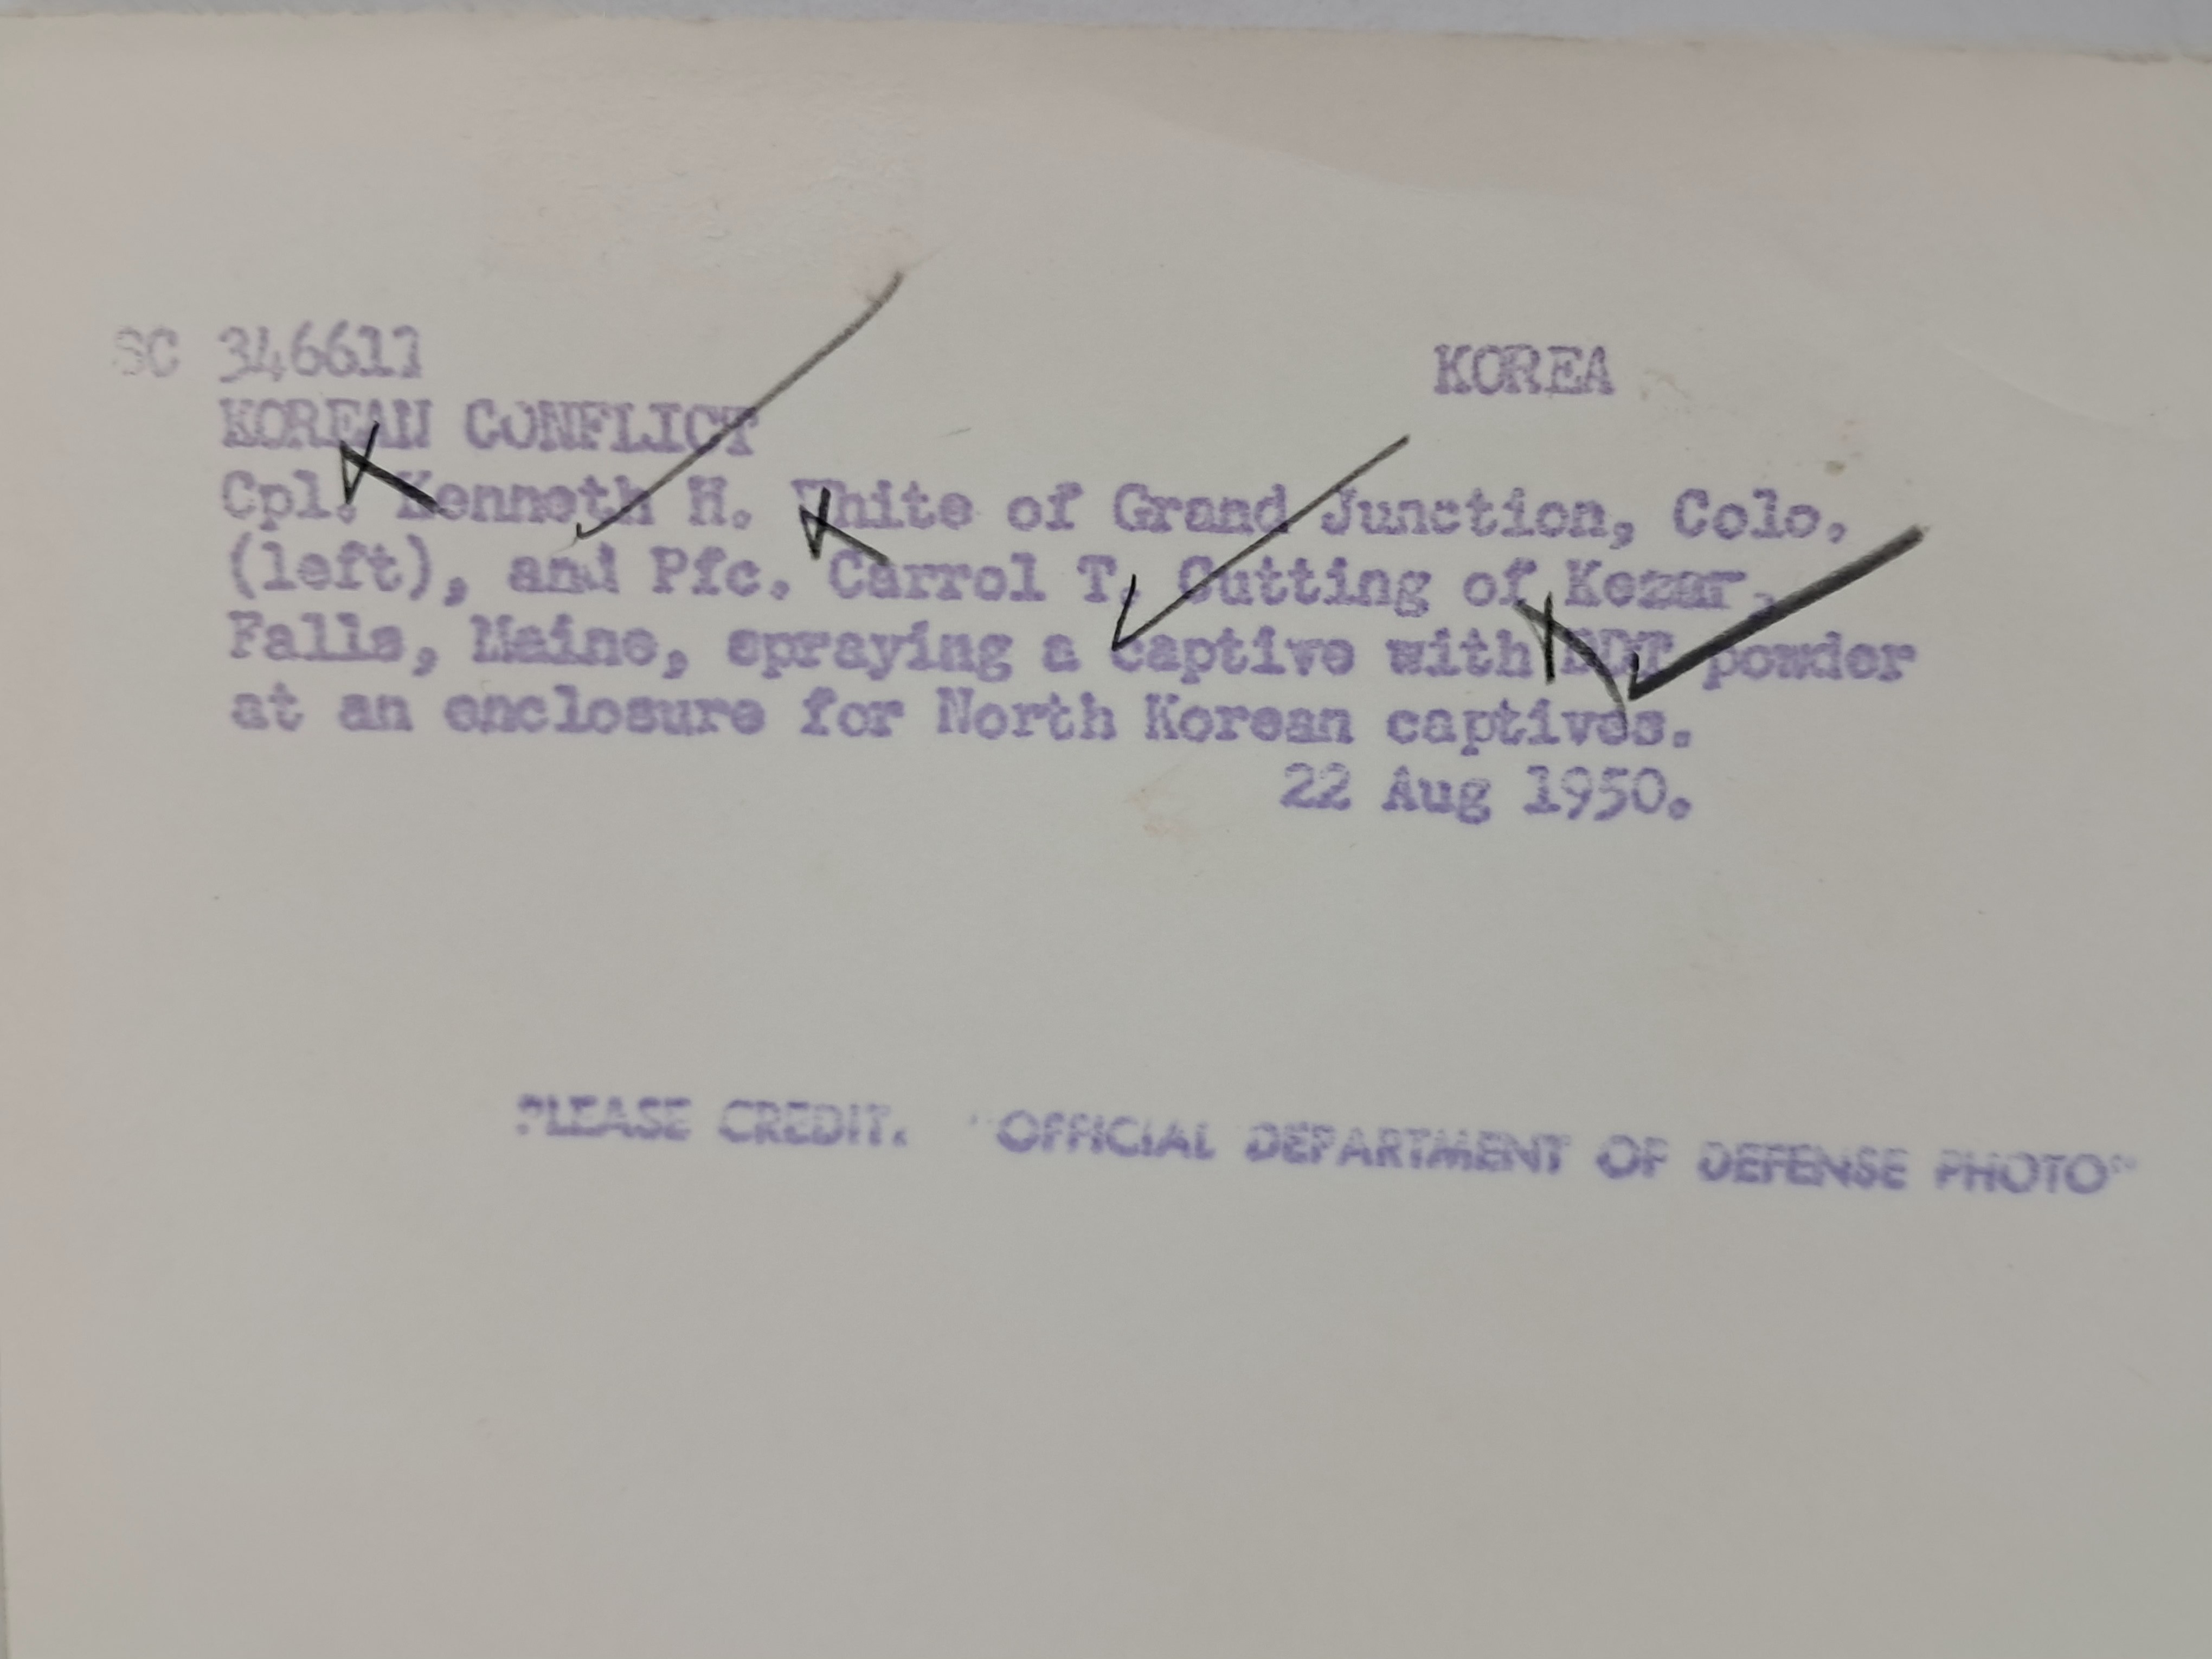 SC 346611
KOREA
KOREAN CONFLICT
Cpl. Kenneth H. White of Grand Junction, Colo.
(left), and Pfc. Carrol T. Cutting of Kezar,
Falls, Maine, spraying a captive with DDT powder
at an enclosure for North Korean captives.
22 Aug 1950.
PLEASE CREDIT. "OFFICIAL DEPARTMENT OF DEFENSE PHOTO"